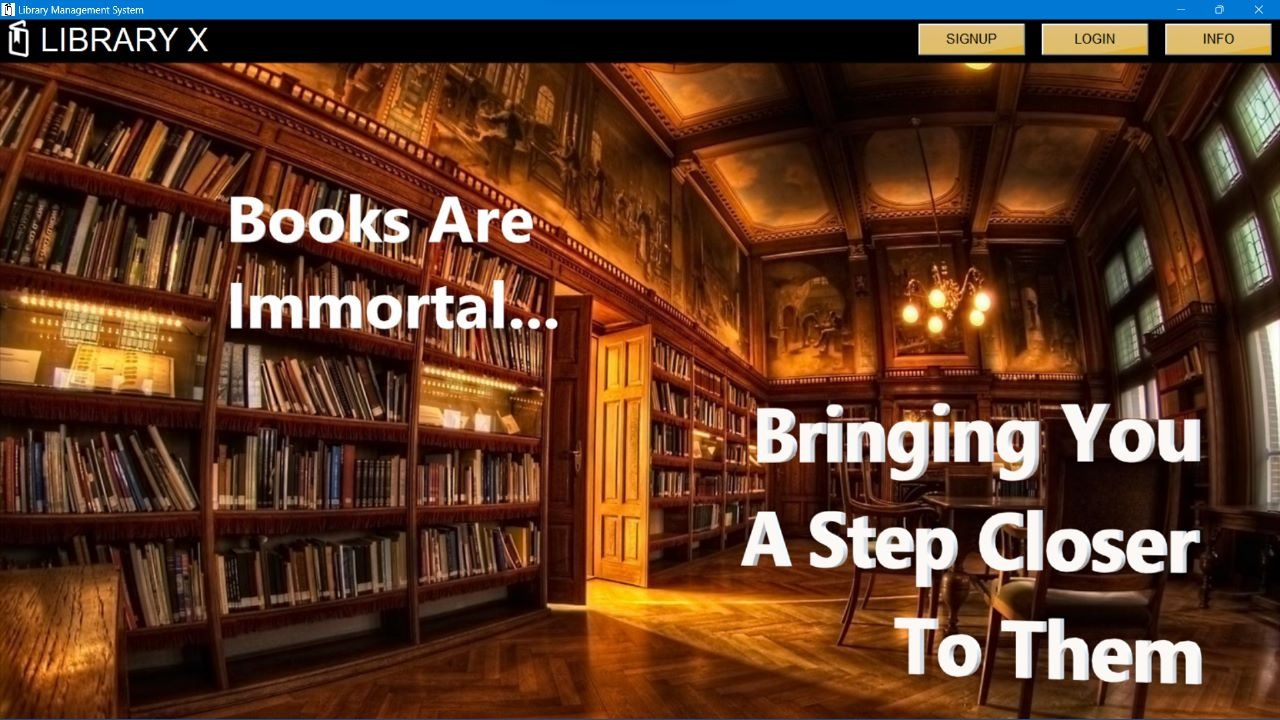 Library Management System
LIBRARY X
SIGNUP
LOGIN
INFO
Books Are
Immortal...
Bringing You
A Step Closer
To Them